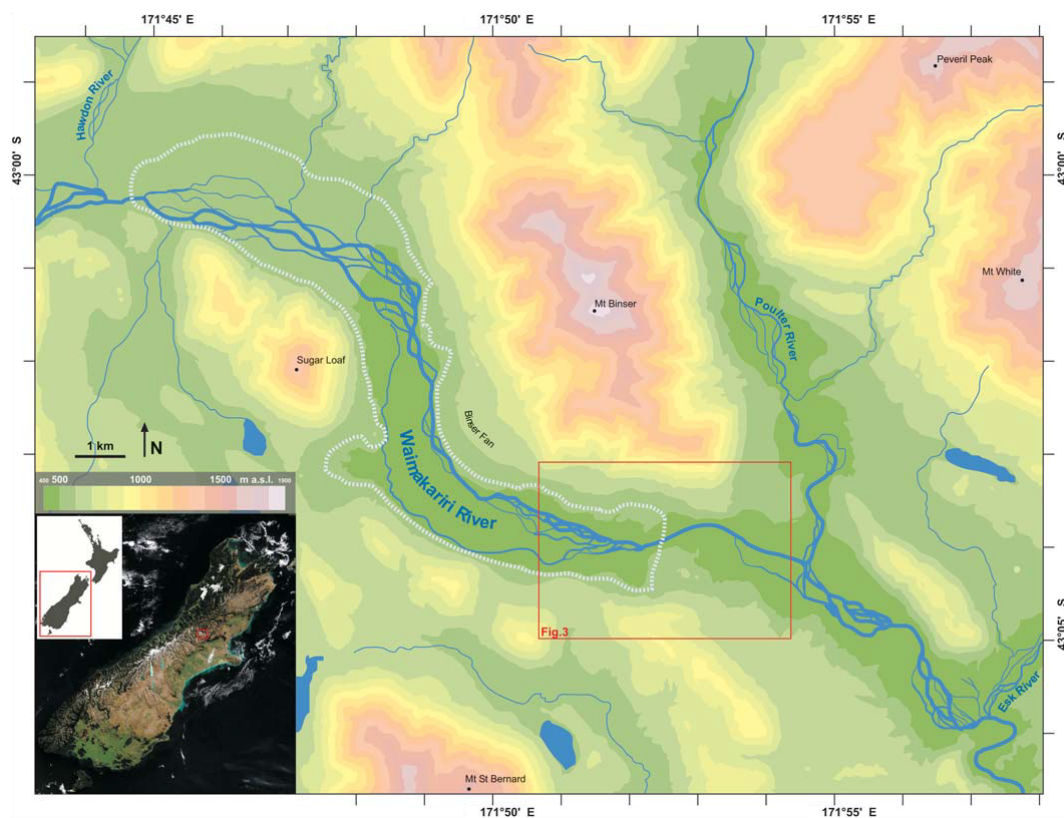 171°45' E
171°50' E
171°55' E
Peveril Peak
Hawdon River
43°00' S
43°00' S
Mt White
Mt Binser
Poulter River
Sugar Loaf
Binser Fan
1 km
N
Waimakariri River
400 500 1000 1500 m a.s.l. 1900
Fig.3
43°05' S
Esk River
Mt St Bernard
171°50' E
171°55' E